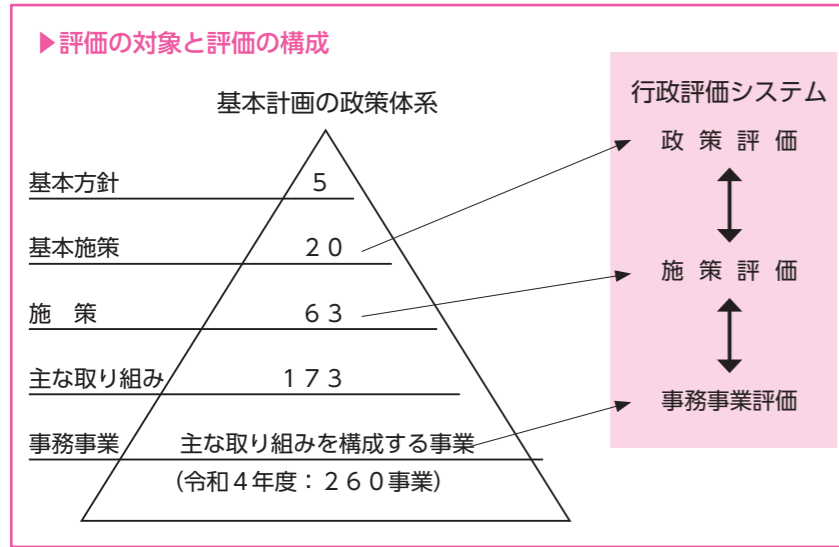 ▶評価の対象と評価の構成
基本計画の政策体系
基本方針 5
基本施策 20
施 策 63
主な取り組み 173
事務事業 主な取り組みを構成する事業
(令和4年度:260事業)
行政評価システム
政 策 評 価
施 策 評 価
事務事業評価